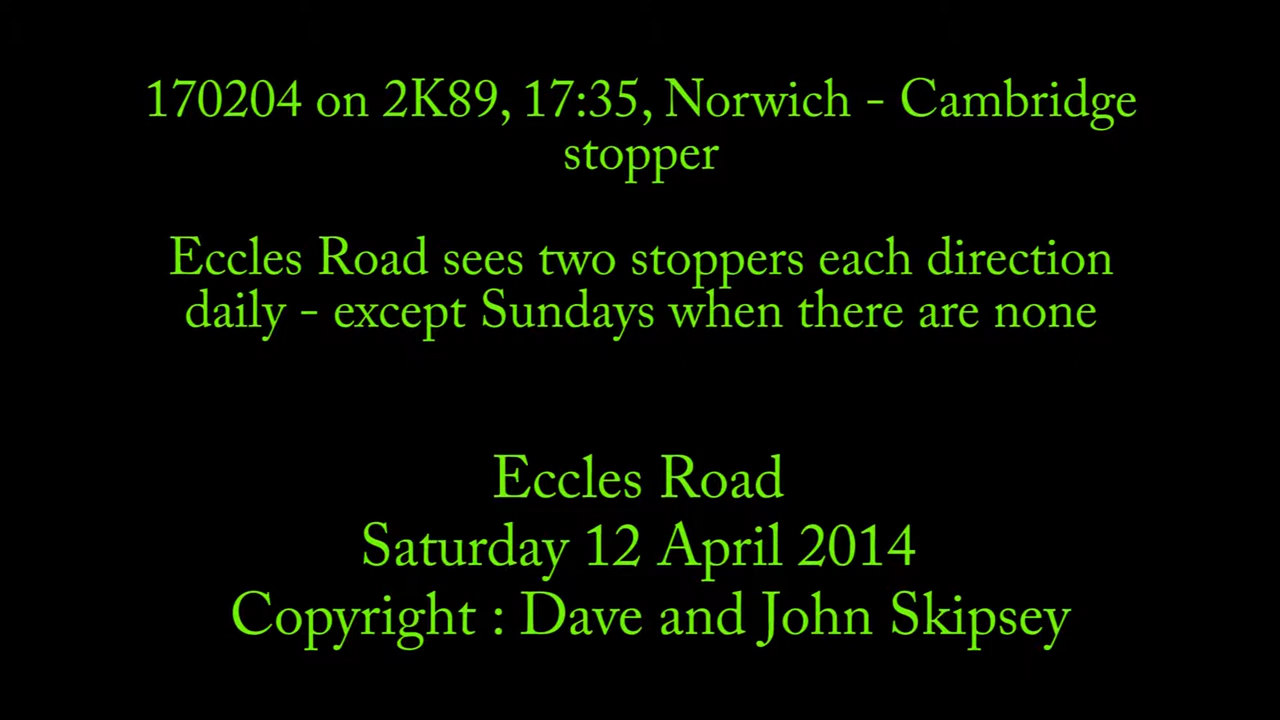 170204 on 2K89, 17:35, Norwich - Cambridge
stopper
Eccles Road sees two stoppers each direction
daily - except Sundays when there are none
Eccles Road
Saturday 12 April 2014
Copyright : Dave and John Skipsey